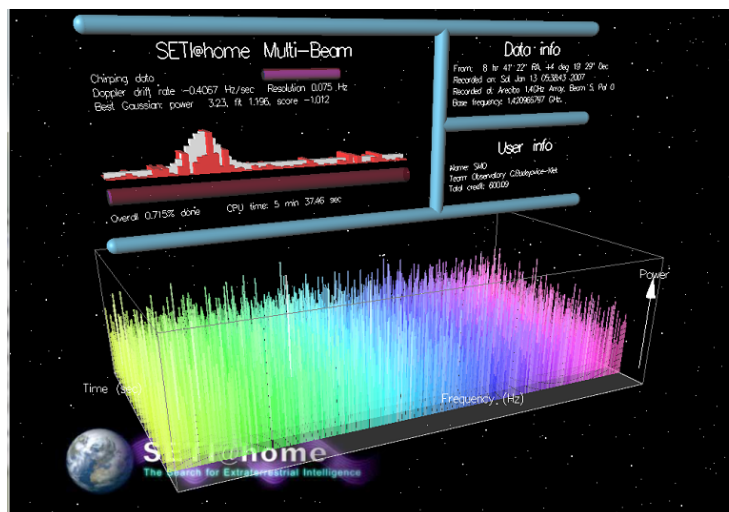 SETI@home Multi-Beam
Chirping data
Doppler drift rate -0.4067 Hz/sec Resolution 0.075 Hz
Best Gaussian: power 3.23, fit 1.196, score -1.012
Overall 0.715% done CPU time: 5 min 37.46 sec
Data info
From: 8 hr 41' 22" RA, +4 deg 19' 29" Dec
Recorded on: Sat Jan 13 05:38:43 2007
Recorded at: Arecibo 1.4GHz Array, Beam 5, Pol 0
Base frequency: 1.420965797 GHz
User info
Name: SWD
Team: Observatory
Total credit: 600.09
Power
Time (sec)
Frequency (Hz)
SETI@home
The Search for Extraterrestrial Intelligence